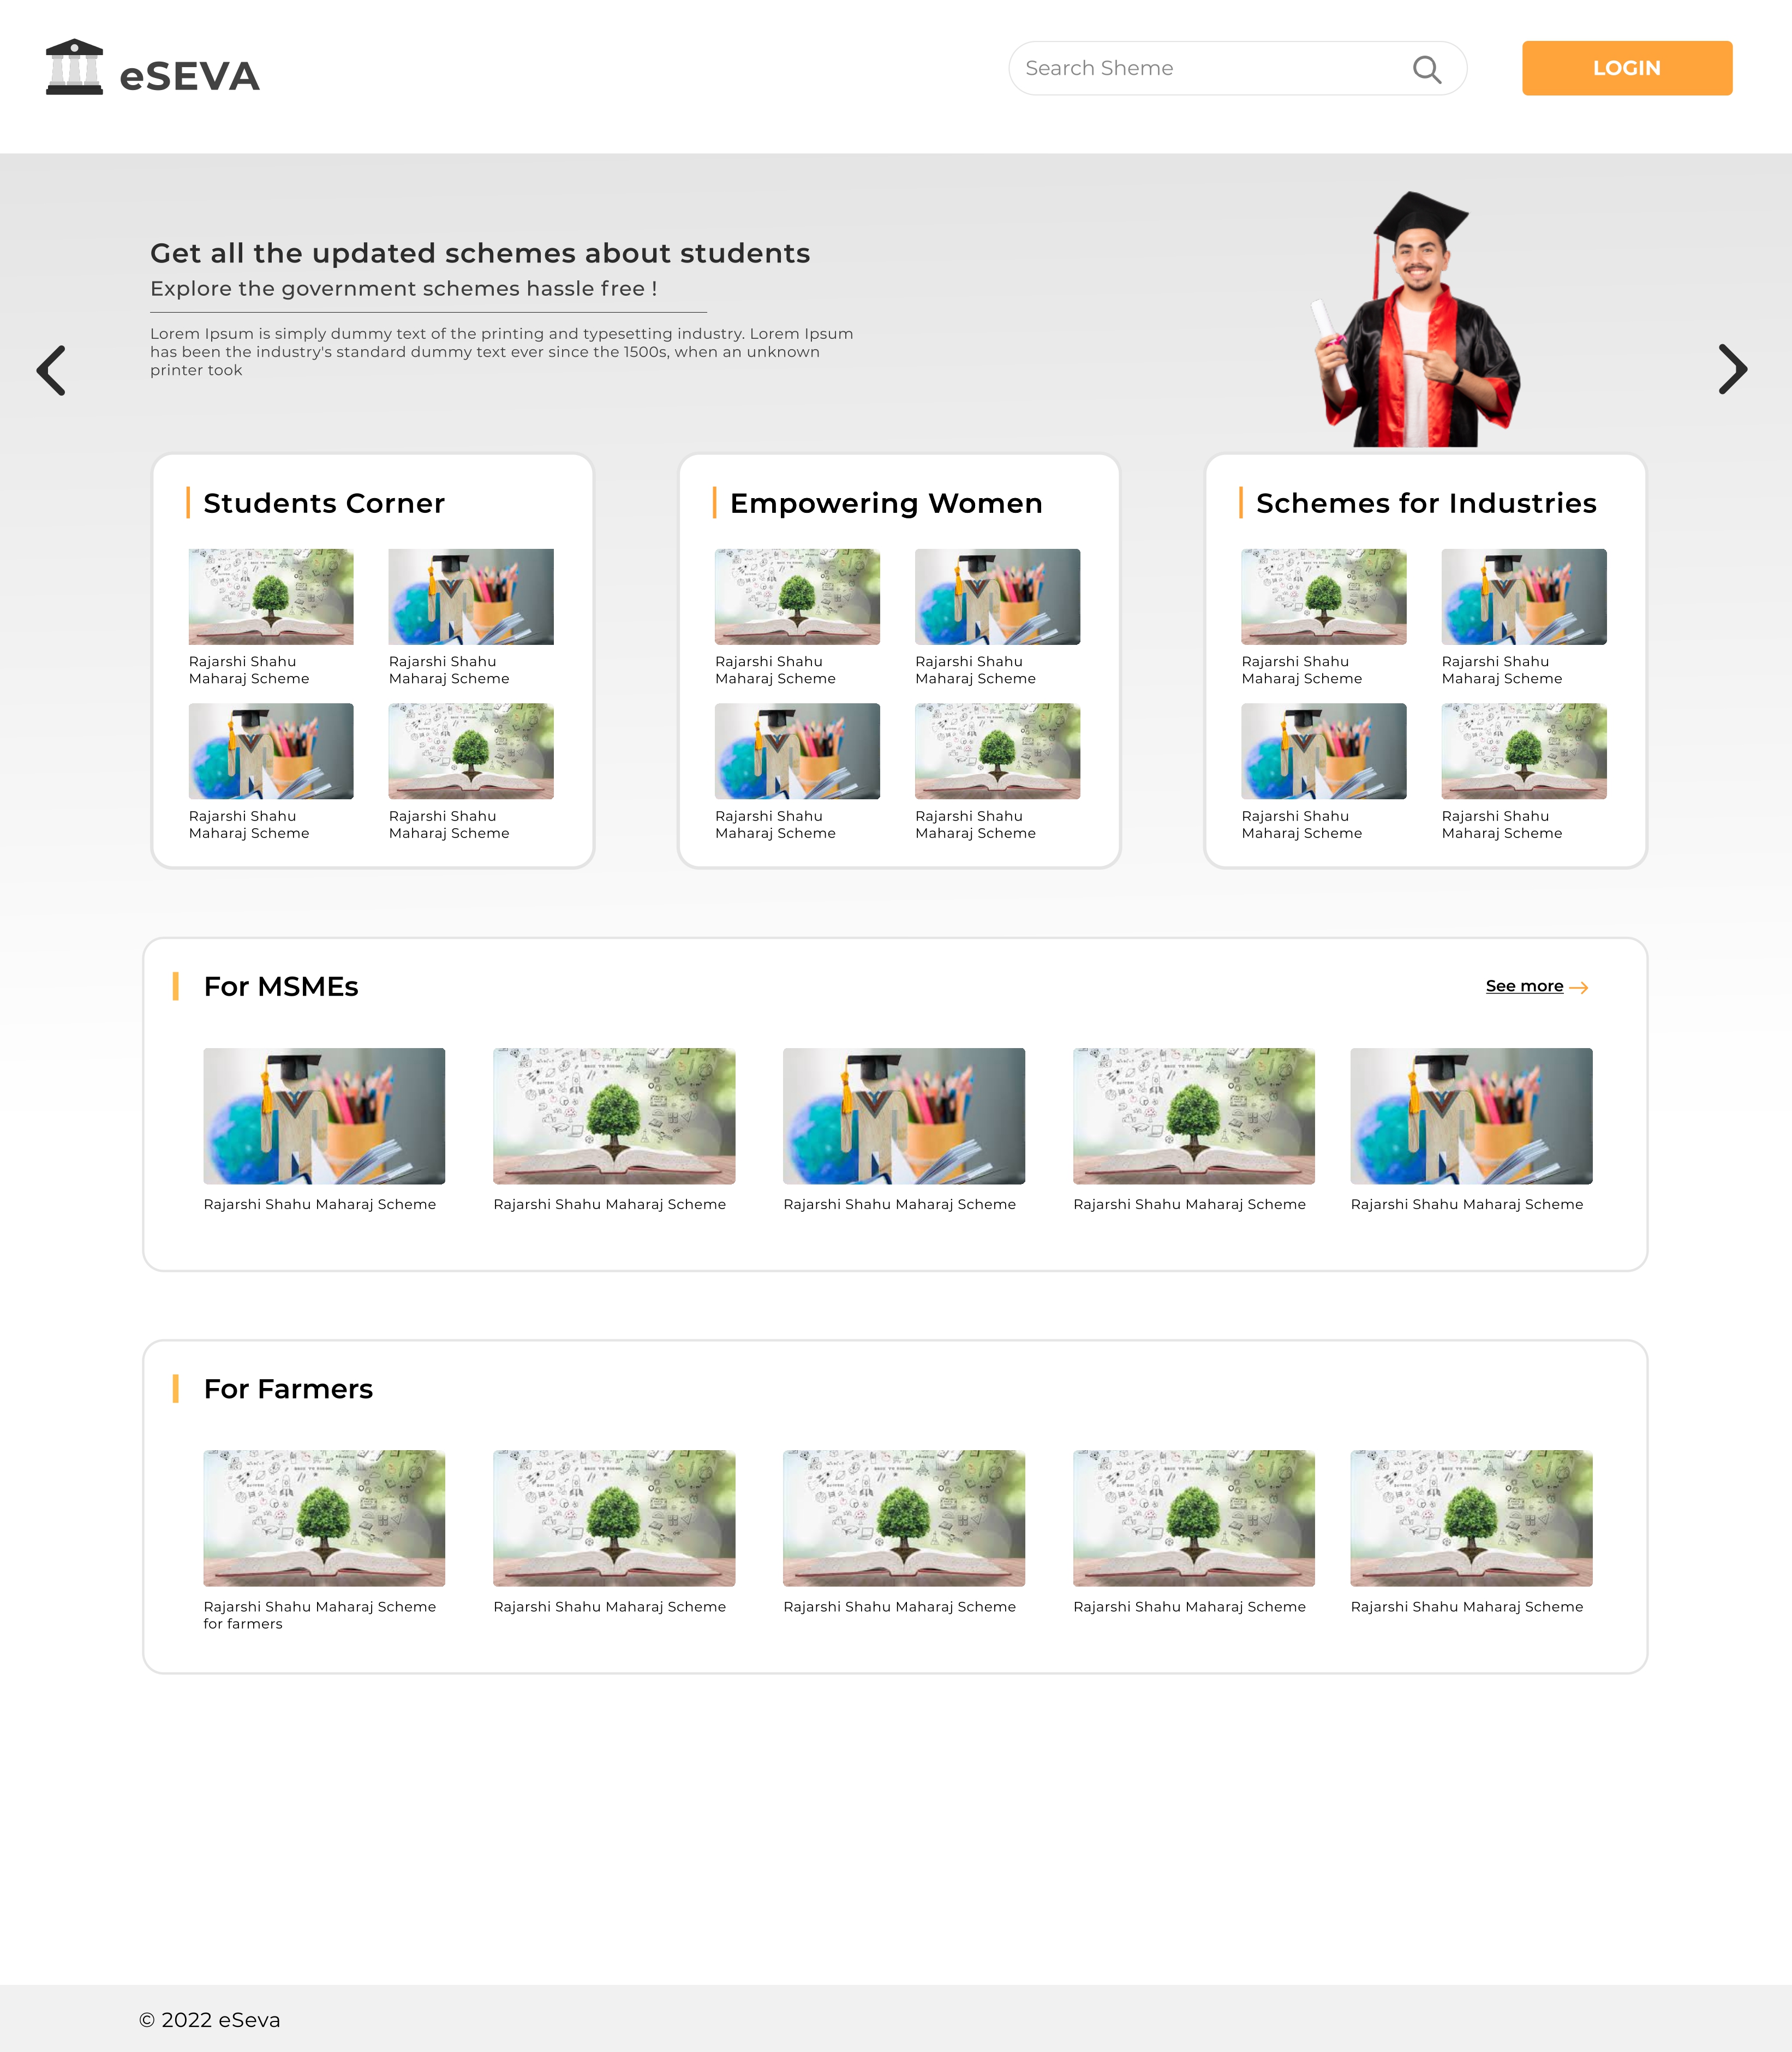 eSEVA
Search Sheme
LOGIN
Get all the updated schemes about students
Explore the government schemes hassle free !
Lorem Ipsum is simply dummy text of the printing and typesetting industry. Lorem Ipsum
has been the industry's standard dummy text ever since the 1500s, when an unknown
printer took
Students Corner
Rajarshi Shahu
Maharaj Scheme
Rajarshi Shahu
Maharaj Scheme
Rajarshi Shahu
Maharaj Scheme
Rajarshi Shahu
Maharaj Scheme
Empowering Women
Rajarshi Shahu
Maharaj Scheme
Rajarshi Shahu
Maharaj Scheme
Rajarshi Shahu
Maharaj Scheme
Rajarshi Shahu
Maharaj Scheme
Schemes for Industries
Rajarshi Shahu
Maharaj Scheme
Rajarshi Shahu
Maharaj Scheme
Rajarshi Shahu
Maharaj Scheme
Rajarshi Shahu
Maharaj Scheme
For MSMEs
See more
Rajarshi Shahu Maharaj Scheme
Rajarshi Shahu Maharaj Scheme
Rajarshi Shahu Maharaj Scheme
Rajarshi Shahu Maharaj Scheme
Rajarshi Shahu Maharaj Scheme
For Farmers
Rajarshi Shahu Maharaj Scheme
for farmers
Rajarshi Shahu Maharaj Scheme
Rajarshi Shahu Maharaj Scheme
Rajarshi Shahu Maharaj Scheme
Rajarshi Shahu Maharaj Scheme
© 2022 eSeva